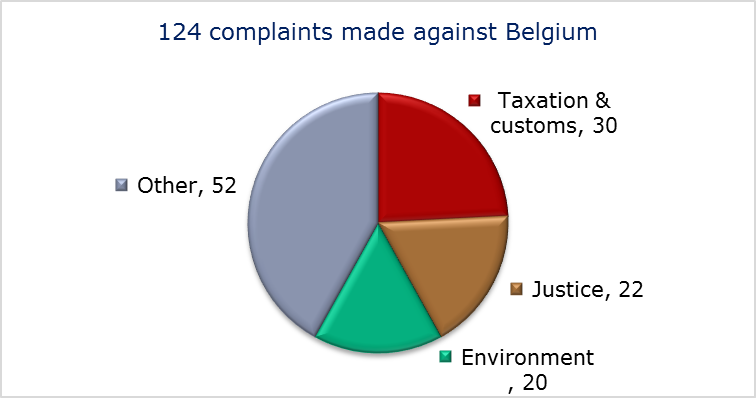 124 complaints made against Belgium
Taxation &
customs, 30
Other, 52
Justice, 22
Environment
, 20